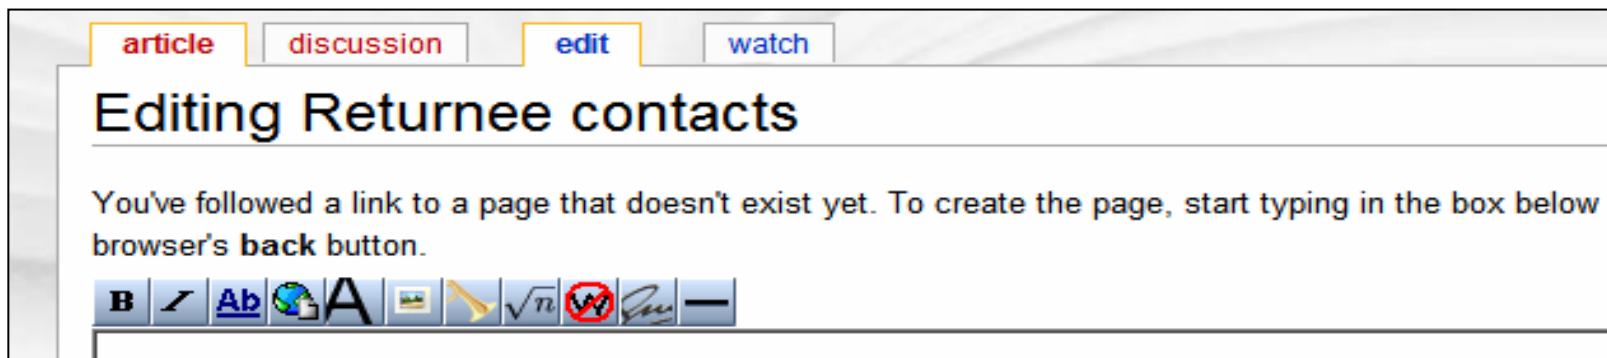 article discussion edit watch
Editing Returnee contacts
You've followed a link to a page that doesn't exist yet. To create the page, start typing in the box below
browser's back button.
B I Ab A √n W